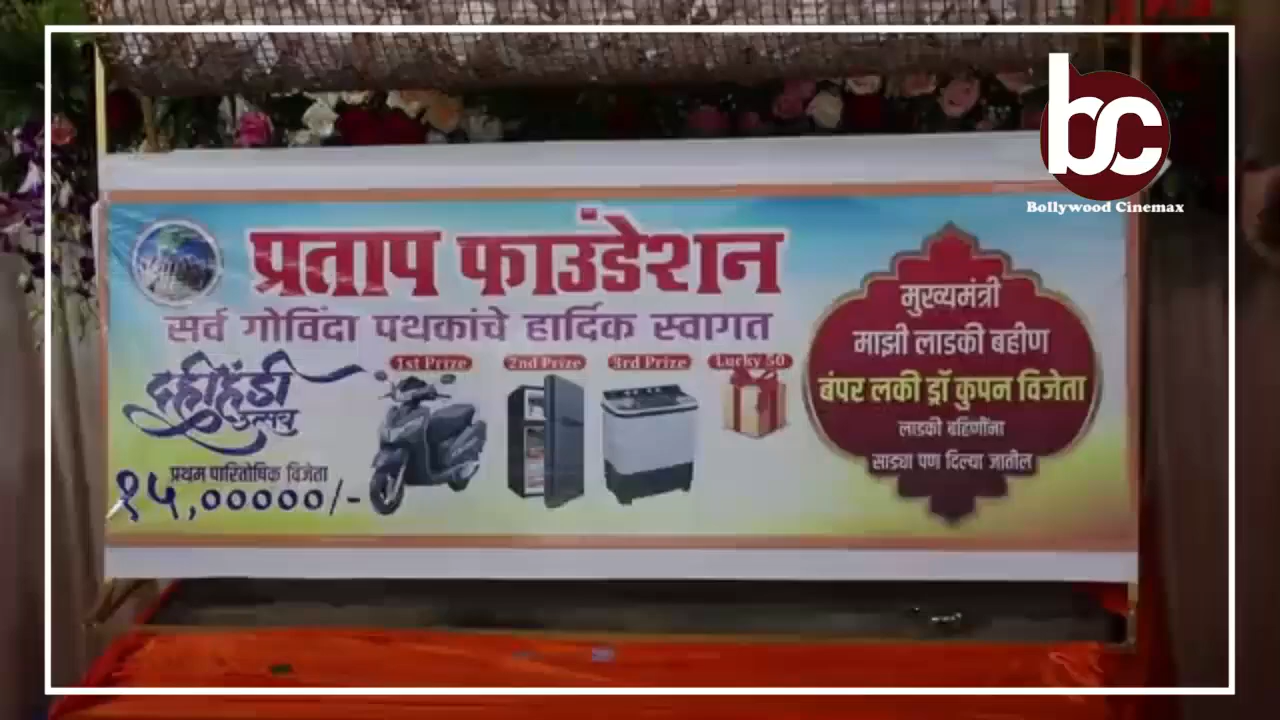 bc
Bollywood Cinemax
प्रताप फाउंडेशन
सर्व गोविंदा पथकांचे हार्दिक स्वागत
दहीहंडी
उत्सव
प्रथम पारितोषिक विजेता
१५,०००००/-
1st Prize
2nd Prize
3rd Prize
Lucky 50
मुख्यमंत्री
माझी लाडकी बहीण
बंपर लकी ड्रॉ कुपन विजेता
लाडकी बहिणींना
साड्या पण दिल्या जातील